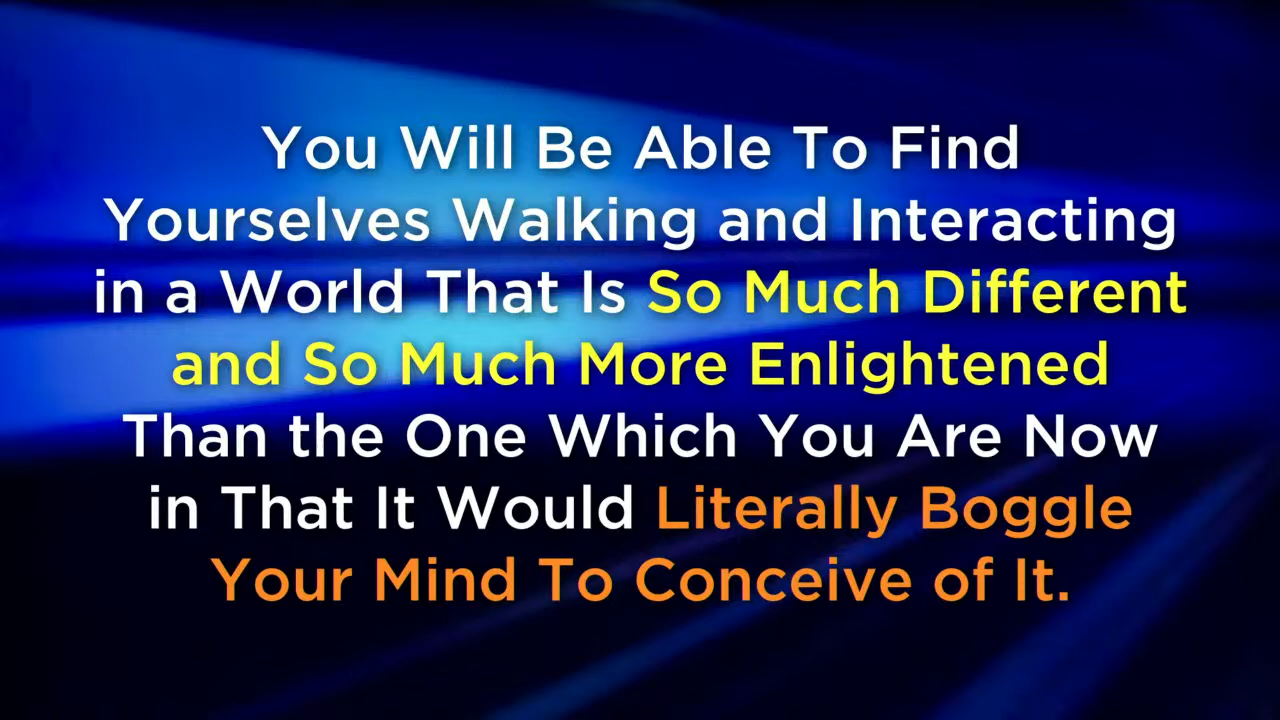 You Will Be Able To Find
Yourselves Walking and Interacting
in a World That Is So Much Different
and So Much More Enlightened
Than the One Which You Are Now
in That It Would Literally Boggle
Your Mind To Conceive of It.